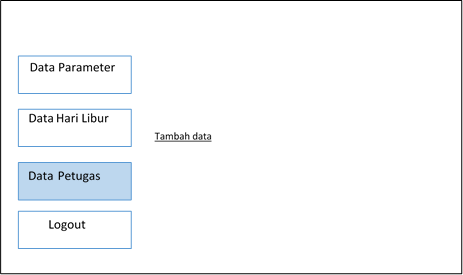 Data Parameter
Data Hari Libur
Tambah data
Data Petugas
Logout